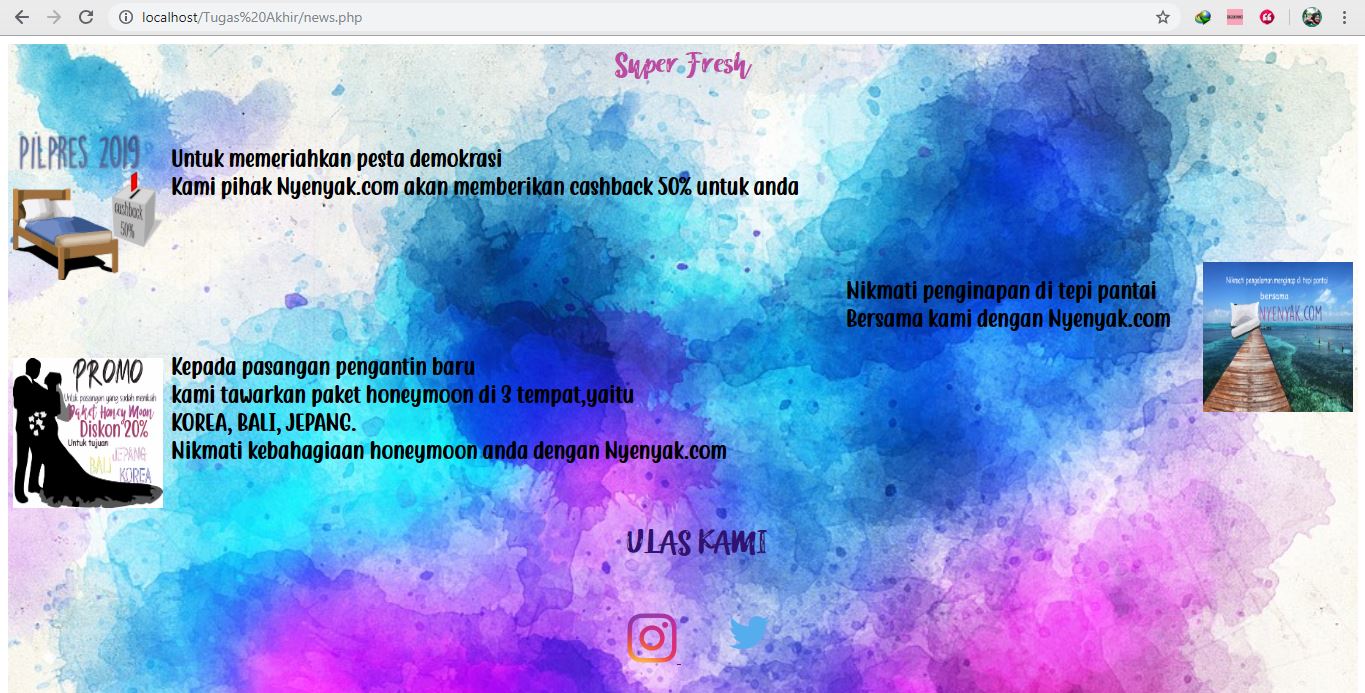 localhost/Tugas%20Akhir/news.php
Super Fresh
PILPRES 2019
cashback
50%
Untuk memeriahkan pesta demokrasi
Kami pihak Nyenyak.com akan memberikan cashback 50% untuk anda
Nikmati penginapan di tepi pantai
Bersama kami dengan Nyenyak.com
Nikmati pengalaman menginap di tepi pantai
bersama
NYENYAK.COM
PROMO
Untuk pasangan yang sudah menikah
Paket Honey Moon
Diskon 20%
Untuk tujuan
JEPANG
BALI
KOREA
Kepada pasangan pengantin baru
kami tawarkan paket honeymoon di 3 tempat,yaitu
KOREA, BALI, JEPANG.
Nikmati kebahagiaan honeymoon anda dengan Nyenyak.com
ULAS KAMI